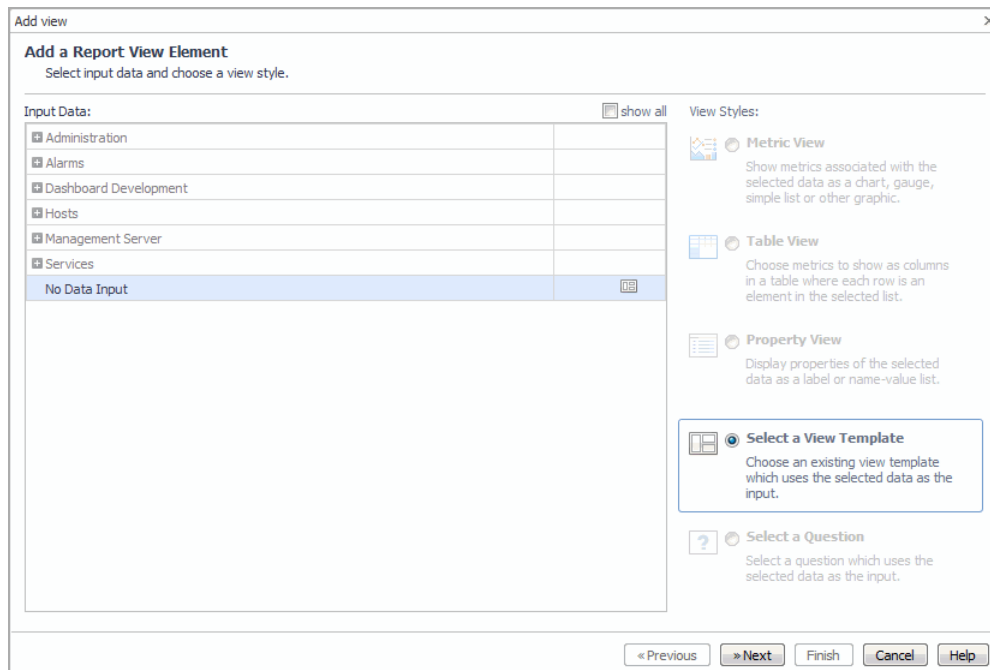 Add view
Add a Report View Element
Select input data and choose a view style.
Input Data:
show all
Administration
Alarms
Dashboard Development
Hosts
Management Server
Services
No Data Input
View Styles:
Metric View
Show metrics associated with the
selected data as a chart, gauge,
simple list or other graphic.
Table View
Choose metrics to show as columns
in a table where each row is an
element in the selected list.
Property View
Display properties of the selected
data as a label or name-value list.
Select a View Template
Choose an existing view template
which uses the selected data as the
input.
?
Select a Question
Select a question which uses the
selected data as the input.
« Previous
» Next
Finish
Cancel
Help